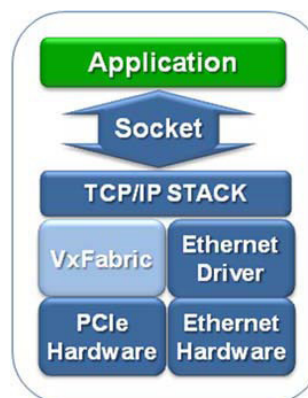 Application
Socket
TCP/IP STACK
VxFabric
Ethernet
Driver
PCIe
Hardware
Ethernet
Hardware